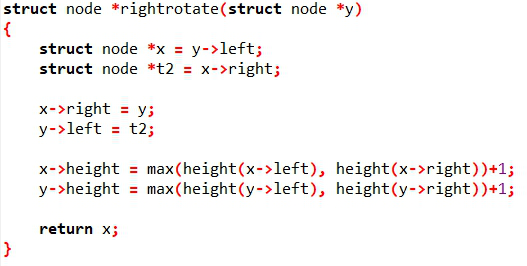 struct node *rightrotate(struct node *y)
{
    struct node *x = y->left;
    struct node *t2 = x->right;

    x->right = y;
    y->left = t2;

    x->height = max(height(x->left), height(x->right))+1;
    y->height = max(height(y->left), height(y->right))+1;

    return x;
}